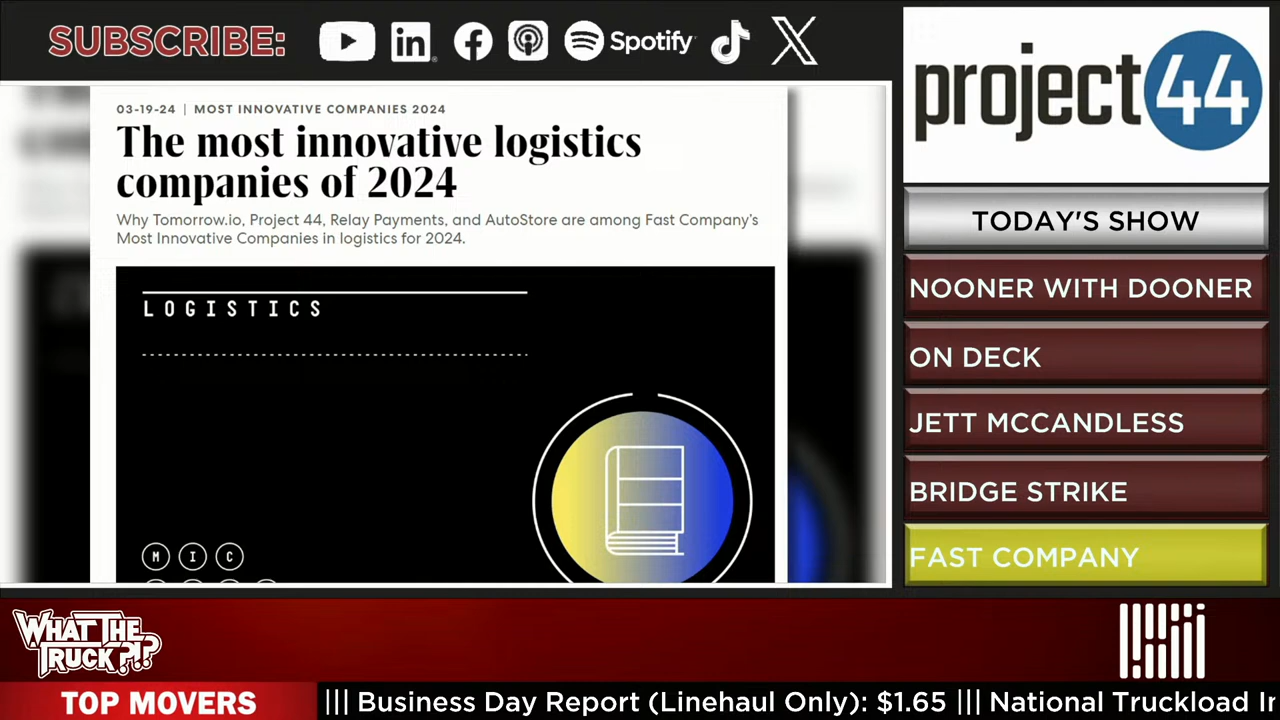 SUBSCRIBE:
Spotify
project44
03-19-24 | MOST INNOVATIVE COMPANIES 2024
The most innovative logistics
companies of 2024
Why Tomorrow.io, Project 44, Relay Payments, and AutoStore are among Fast Company's
Most Innovative Companies in logistics for 2024.
LOGISTICS
M I C
TODAY'S SHOW
NOONER WITH DOONER
ON DECK
JETT MCCANDLESS
BRIDGE STRIKE
FAST COMPANY
WHAT THE
TRUCK?!?
TOP MOVERS
||| Business Day Report (Linehaul Only): $1.65 ||| National Truckload In